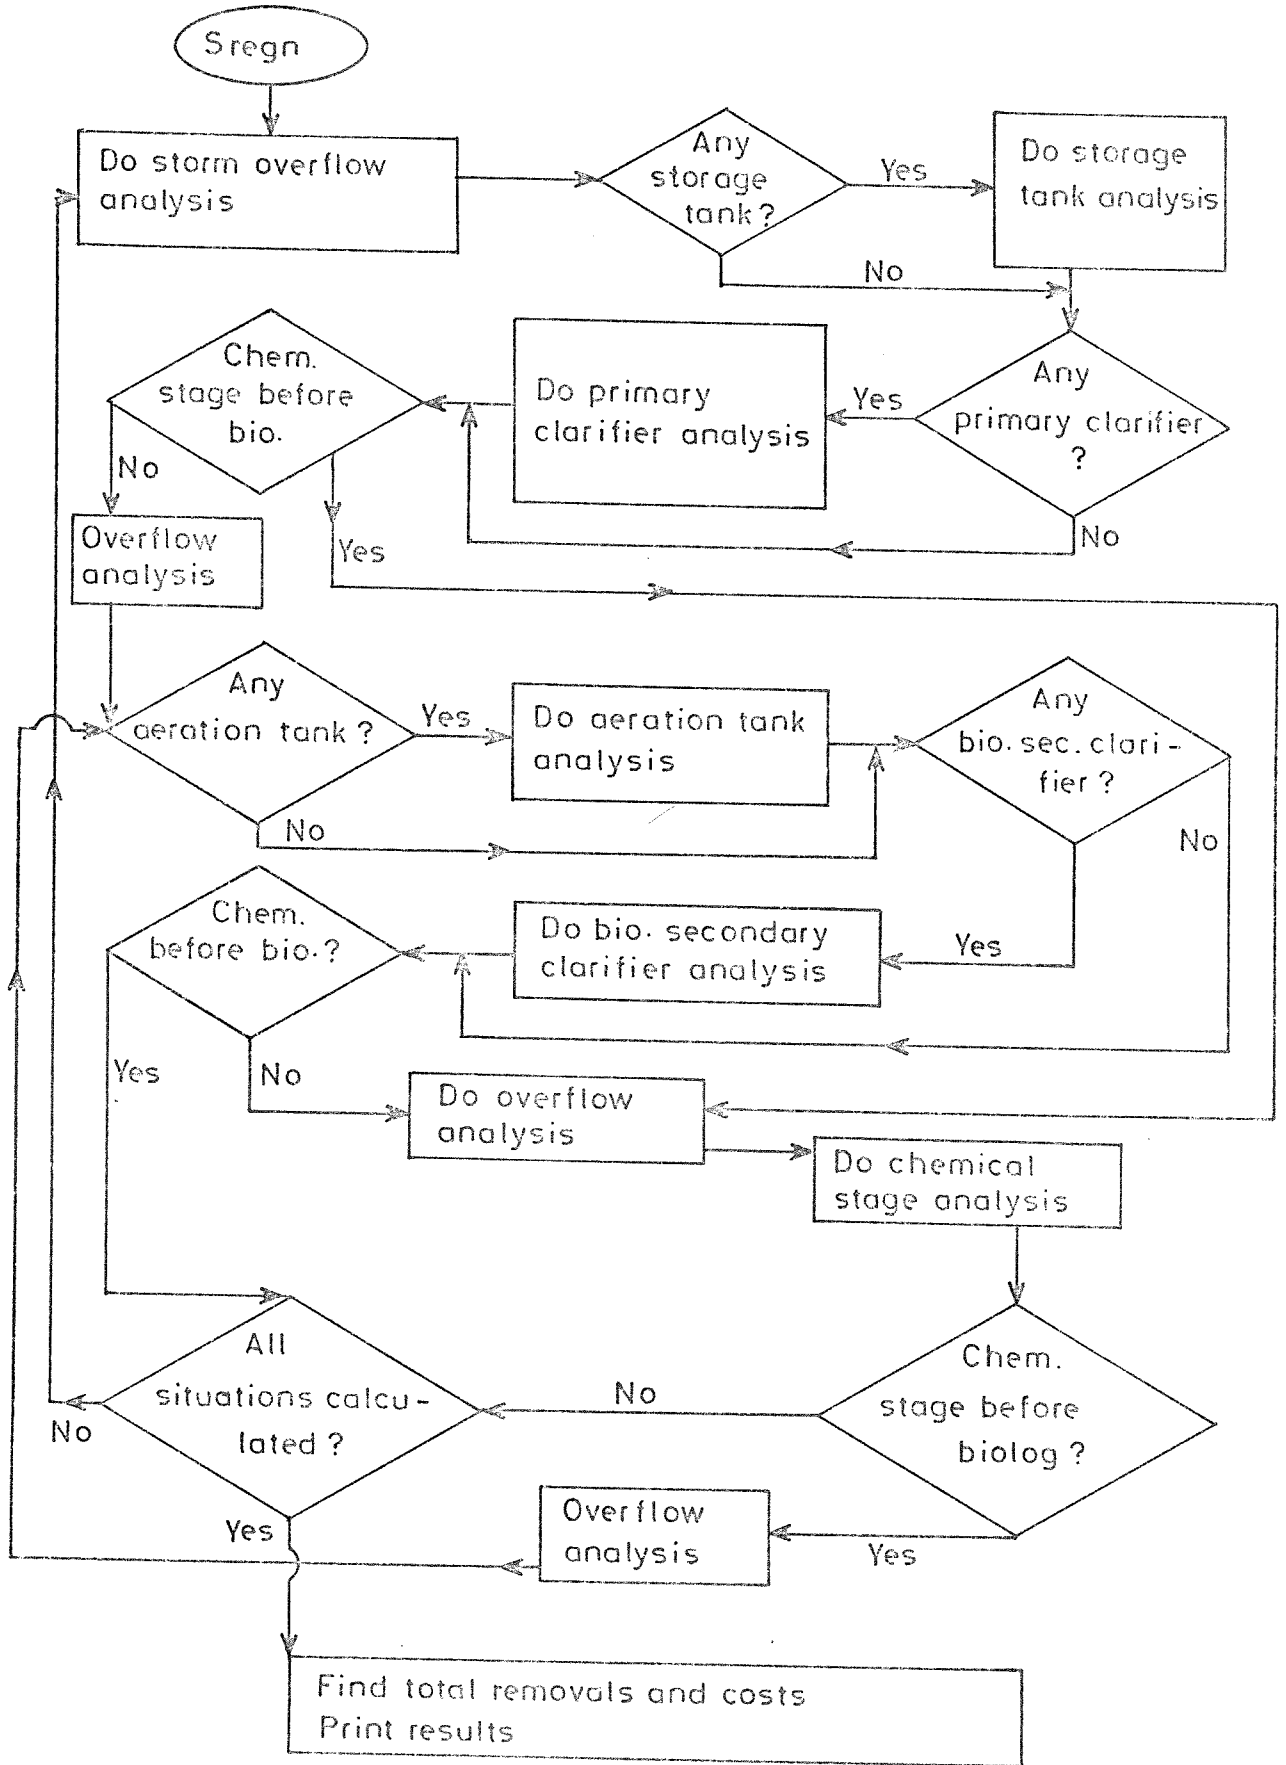 Sregn
Do storm overflow
analysis
Any
storage
tank?
Yes
No
Do storage
tank analysis
Any
primary clarifier
?
Yes
No
Do primary
clarifier analysis
Chem.
stage before
bio.
No
Yes
Overflow
analysis
Any
aeration tank?
Yes
No
Do aeration tank
analysis
Any
bio. sec. clari-
fier?
No
Yes
Do bio. secondary
clarifier analysis
Chem.
before bio.?
Yes
No
Do overflow
analysis
Do chemical
stage analysis
Chem.
stage before
biolog?
No
Yes
All
situations calcu-
lated?
No
Yes
Overflow
analysis
Find total removals and costs
Print results